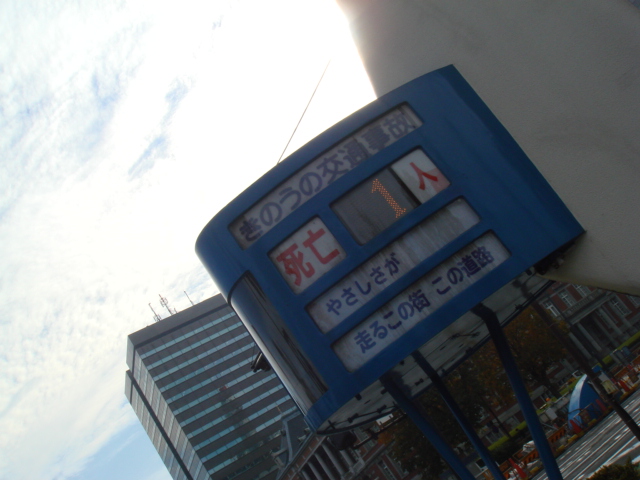 きのうの交通事故
死亡 1 人
やさしさが
走るこの街 この道路